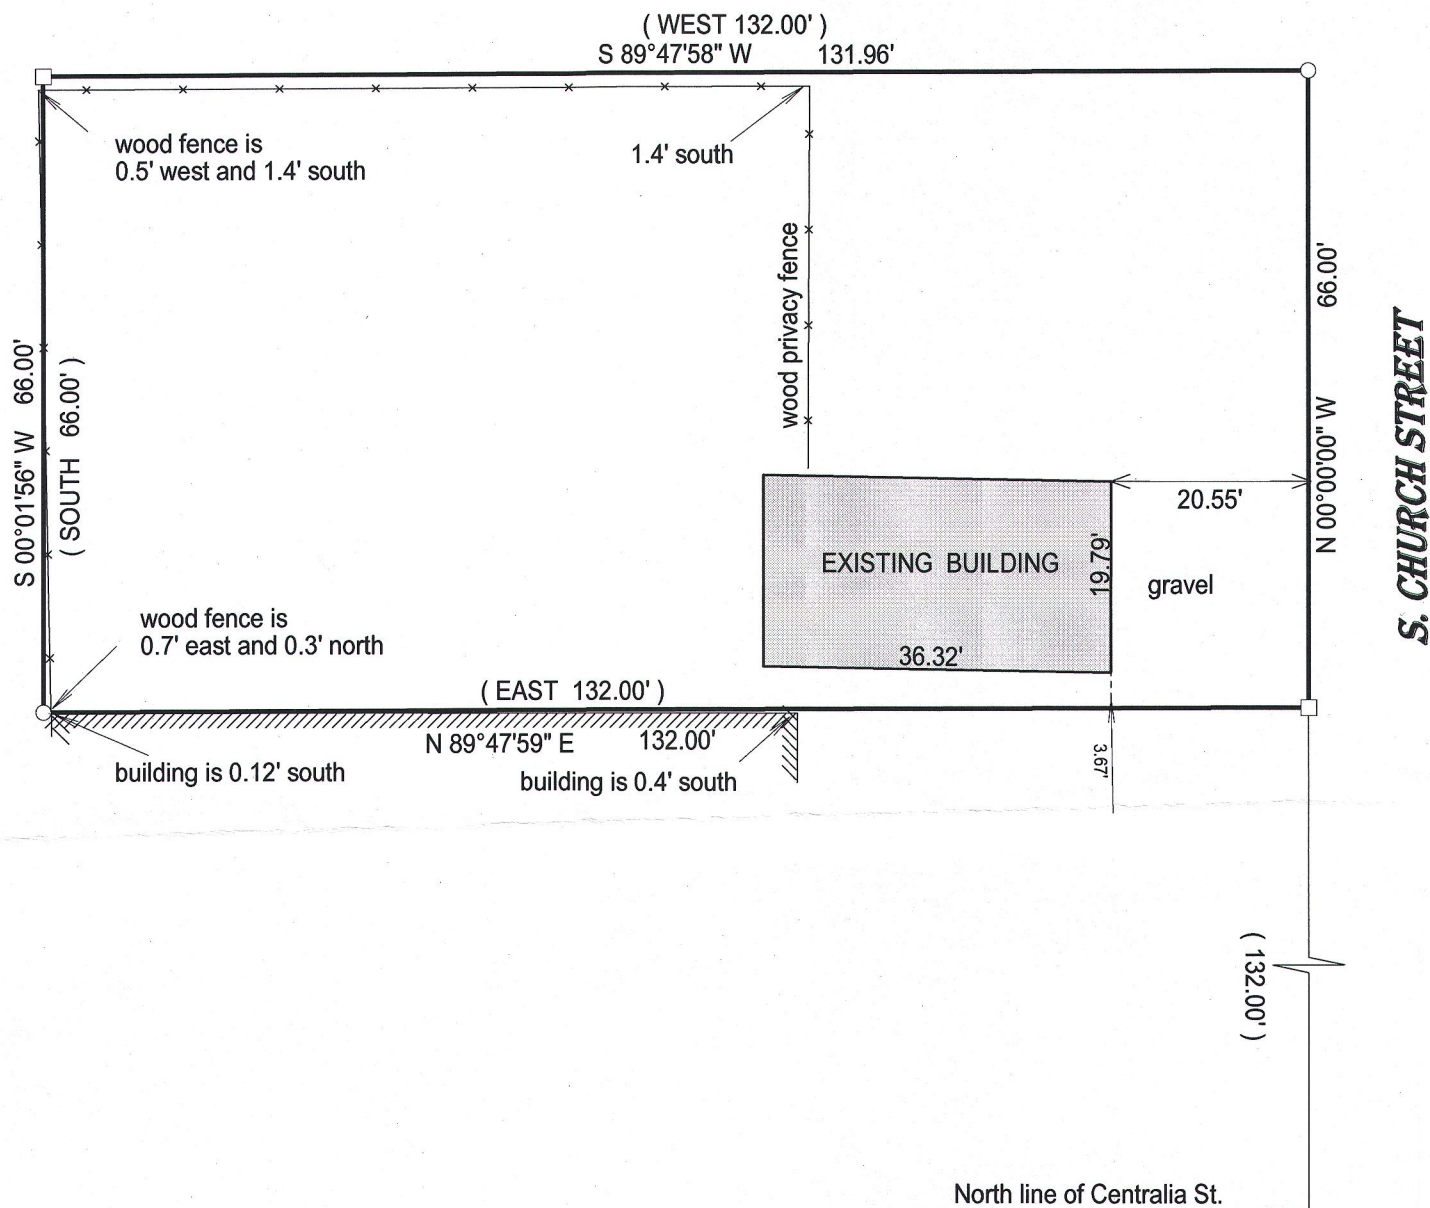 ( WEST 132.00' )
S 89°47'58" W 131.96'
wood fence is
0.5' west and 1.4' south
1.4' south
wood privacy fence
66.00'
N 00°00'00" W
S. CHURCH STREET
S 00°01'56" W 66.00'
( SOUTH 66.00' )
20.55'
EXISTING BUILDING
19.79'
gravel
36.32'
wood fence is
0.7' east and 0.3' north
( EAST 132.00' )
N 89°47'59" E 132.00'
building is 0.12' south
building is 0.4' south
3.67'
( 132.00' )
North line of Centralia St.